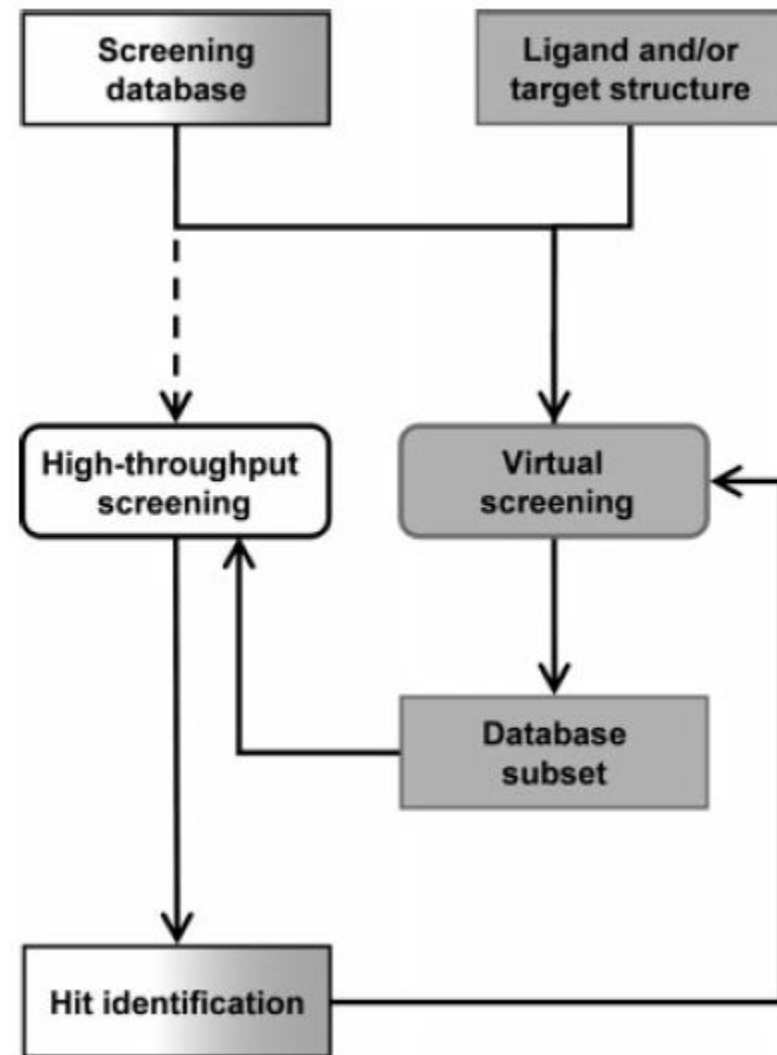 Screening
database
Ligand and/or
target structure
High-throughput
screening
Virtual
screening
Database
subset
Hit identification